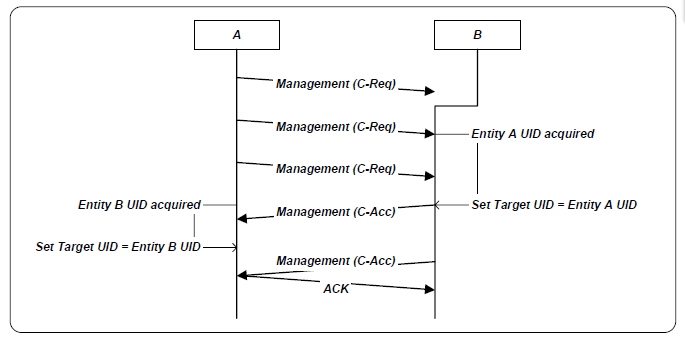 A
B
Management (C-Req)
Management (C-Req)
Entity A UID acquired
Management (C-Req)
Entity B UID acquired
Management (C-Acc)
Set Target UID = Entity A UID
Set Target UID = Entity B UID
Management (C-Acc)
ACK